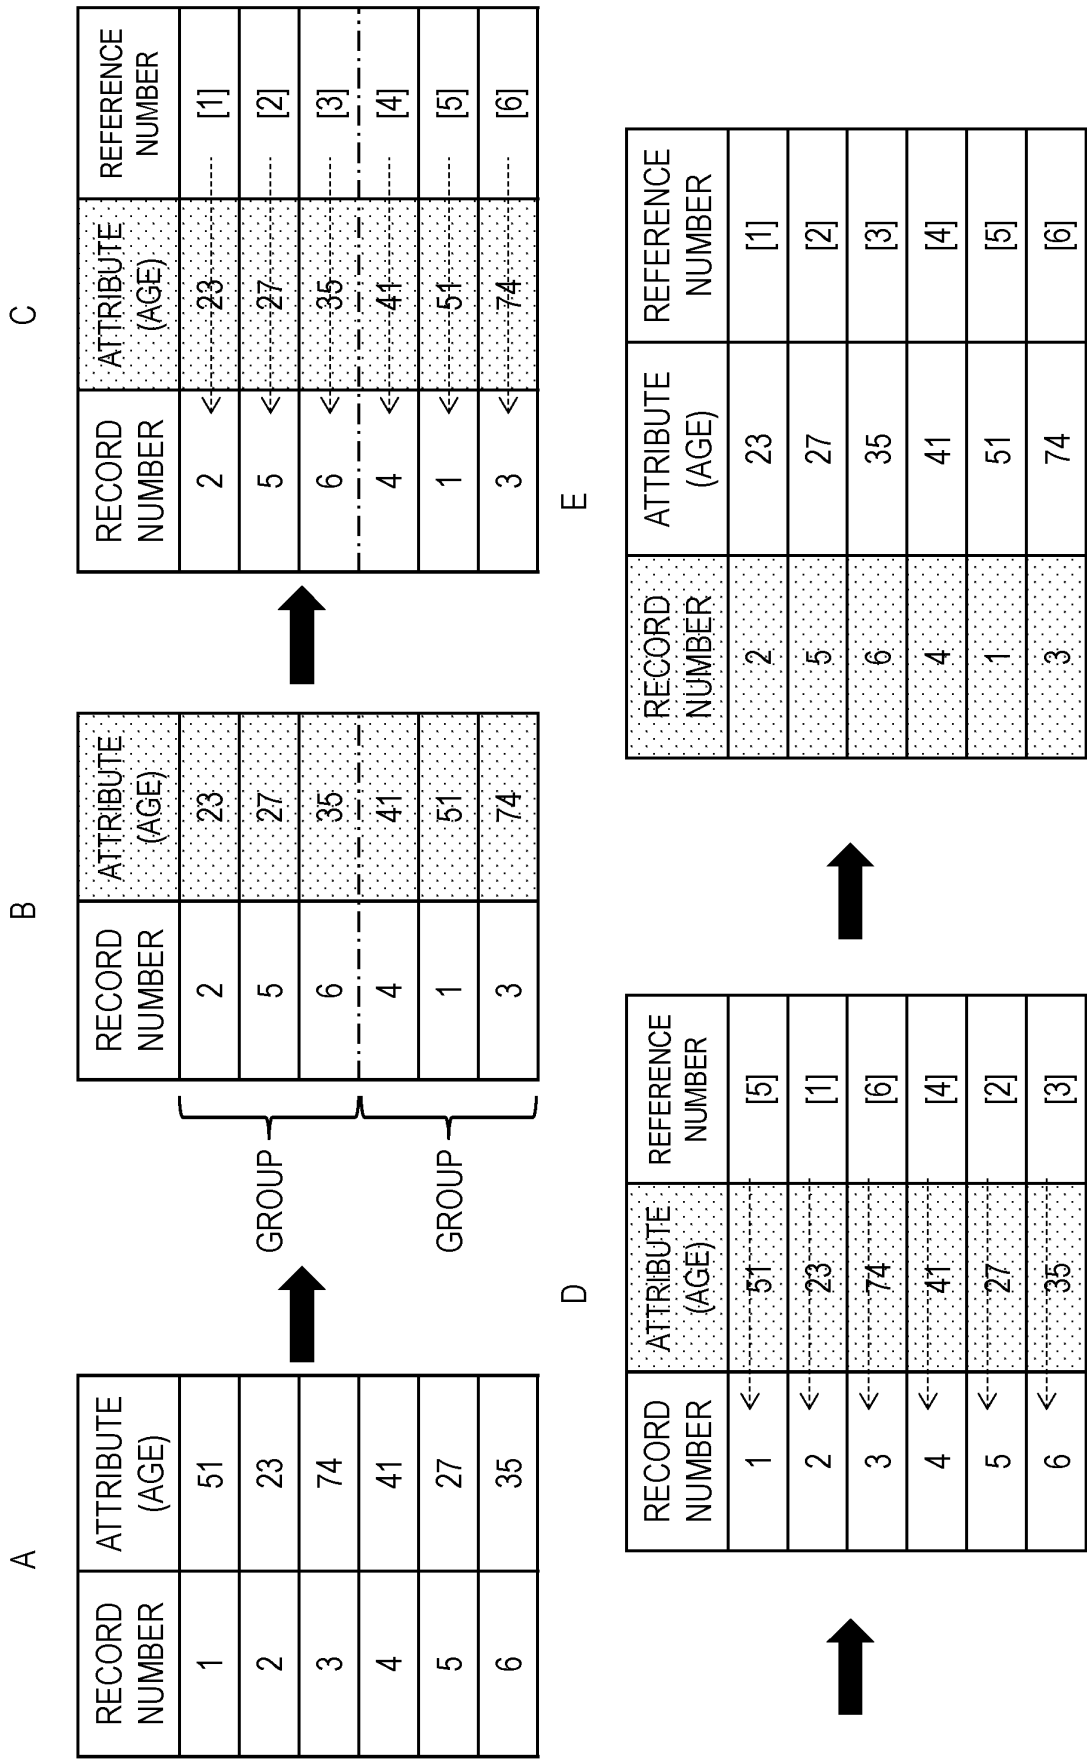 A
RECORD NUMBER ATTRIBUTE (AGE)
1 51
2 23
3 74
4 41
5 27
6 35
B
GROUP
GROUP
RECORD NUMBER ATTRIBUTE (AGE)
2 23
5 27
6 35
4 41
1 51
3 74
C
RECORD NUMBER ATTRIBUTE (AGE) REFERENCE NUMBER
2 23 [1]
5 27 [2]
6 35 [3]
4 41 [4]
1 51 [5]
3 74 [6]
D
RECORD NUMBER ATTRIBUTE (AGE) REFERENCE NUMBER
1 51 [5]
2 23 [1]
3 74 [6]
4 41 [4]
5 27 [2]
6 35 [3]
E
RECORD NUMBER ATTRIBUTE (AGE) REFERENCE NUMBER
2 23 [1]
5 27 [2]
6 35 [3]
4 41 [4]
1 51 [5]
3 74 [6]